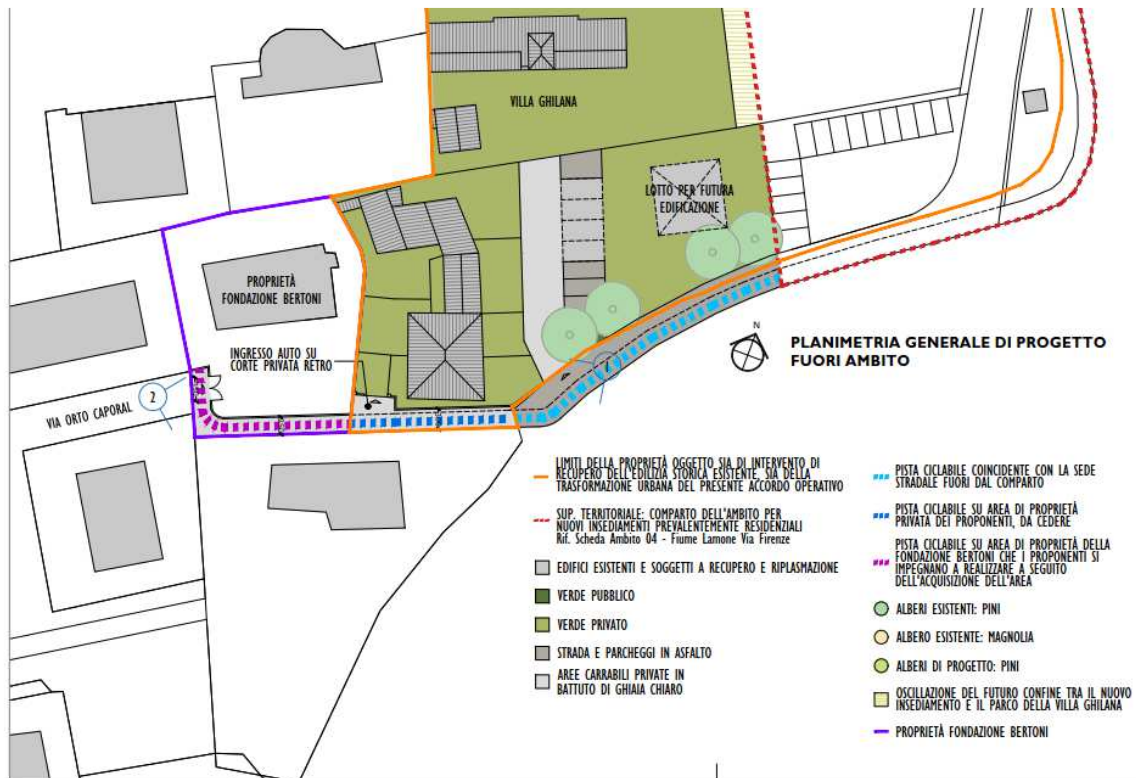 VILLA GHILANA
LOTTO PER FUTURA
EDIFICAZIONE
PROPRIETÀ
FONDAZIONE BERTONI
INGRESSO AUTO SU
CORTE PRIVATA RETRO
2
VIA ORTO CAPORAL
N
PLANIMETRIA GENERALE DI PROGETTO
FUORI AMBITO
LIMITI DELLA PROPRIETÀ OGGETTO SIA DI INTERVENTO DI
RECUPERO DELL'EDILIZIA STORICA ESISTENTE, SIA DELLA
TRASFORMAZIONE URBANA DEL PRESENTE ACCORDO OPERATIVO
SUP. TERRITORIALE: COMPARTO DELL'AMBITO PER
NUOVI INSEDIAMENTI PREVALENTEMENTE RESIDENZIALI
Rif. Scheda Ambito 04 - Fiume Lamone Via Firenze
EDIFICI ESISTENTI E SOGGETTI A RECUPERO E RIPLASMAZIONE
VERDE PUBBLICO
VERDE PRIVATO
STRADA E PARCHEGGI IN ASFALTO
AREE CARRABILI PRIVATE IN
BATTUTO DI GHIAIA CHIARO
PISTA CICLABILE COINCIDENTE CON LA SEDE
STRADALE FUORI DAL COMPARTO
PISTA CICLABILE SU AREA DI PROPRIETÀ
PRIVATA DEI PROPONENTI, DA CEDERE
PISTA CICLABILE SU AREA DI PROPRIETÀ DELLA
FONDAZIONE BERTONI CHE I PROPONENTI SI
IMPEGNANO A REALIZZARE A SEGUITO
DELL'ACQUISIZIONE DELL'AREA
ALBERI ESISTENTI: PINI
ALBERO ESISTENTE: MAGNOLIA
ALBERI DI PROGETTO: PINI
OSCILLAZIONE DEL FUTURO CONFINE TRA IL NUOVO
INSEDIAMENTO E IL PARCO DELLA VILLA GHILANA
PROPRIETÀ FONDAZIONE BERTONI